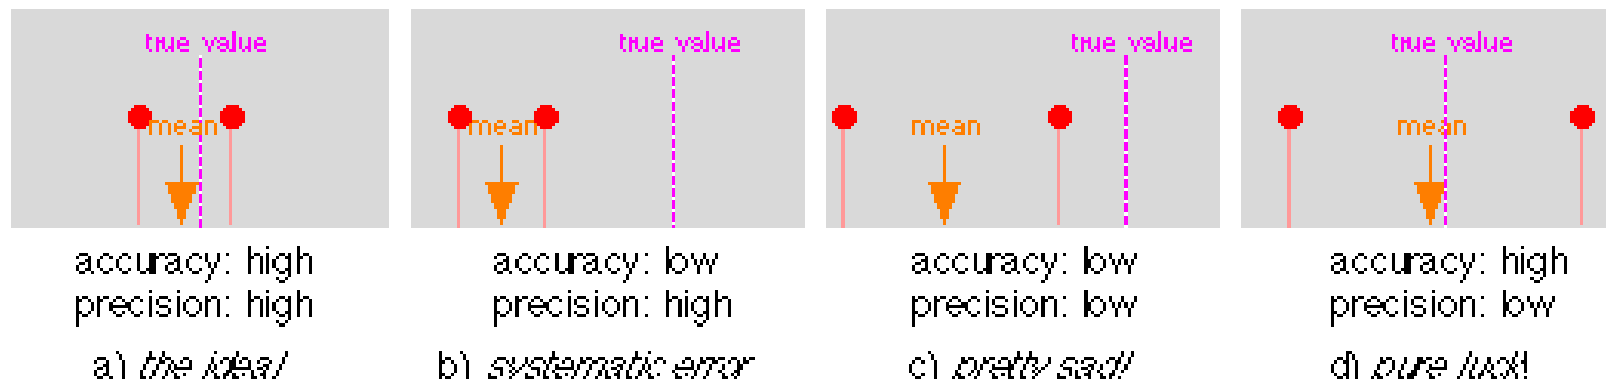 true value
mean
accuracy: high
precision: high
a) the ideal
true value
mean
accuracy: low
precision: high
b) systematic error
true value
mean
accuracy: low
precision: low
c) pretty sad!
true value
mean
accuracy: high
precision: low
d) pure luck!